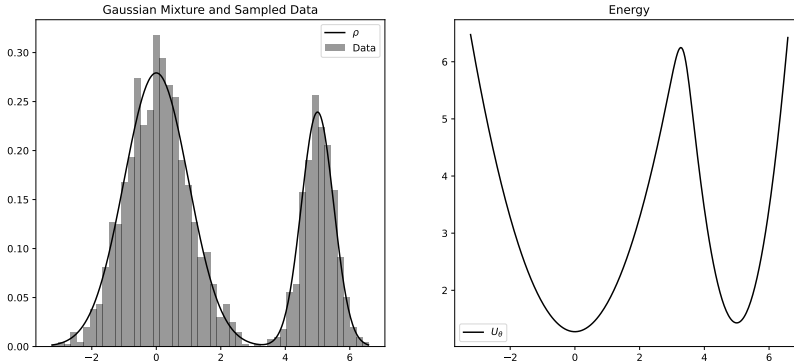 Gaussian Mixture and Sampled Data
ρ
Data
0.30
0.25
0.20
0.15
0.10
0.05
0.00
−2 0 2 4 6
Energy
6
5
4
3
2
U_θ
−2 0 2 4 6